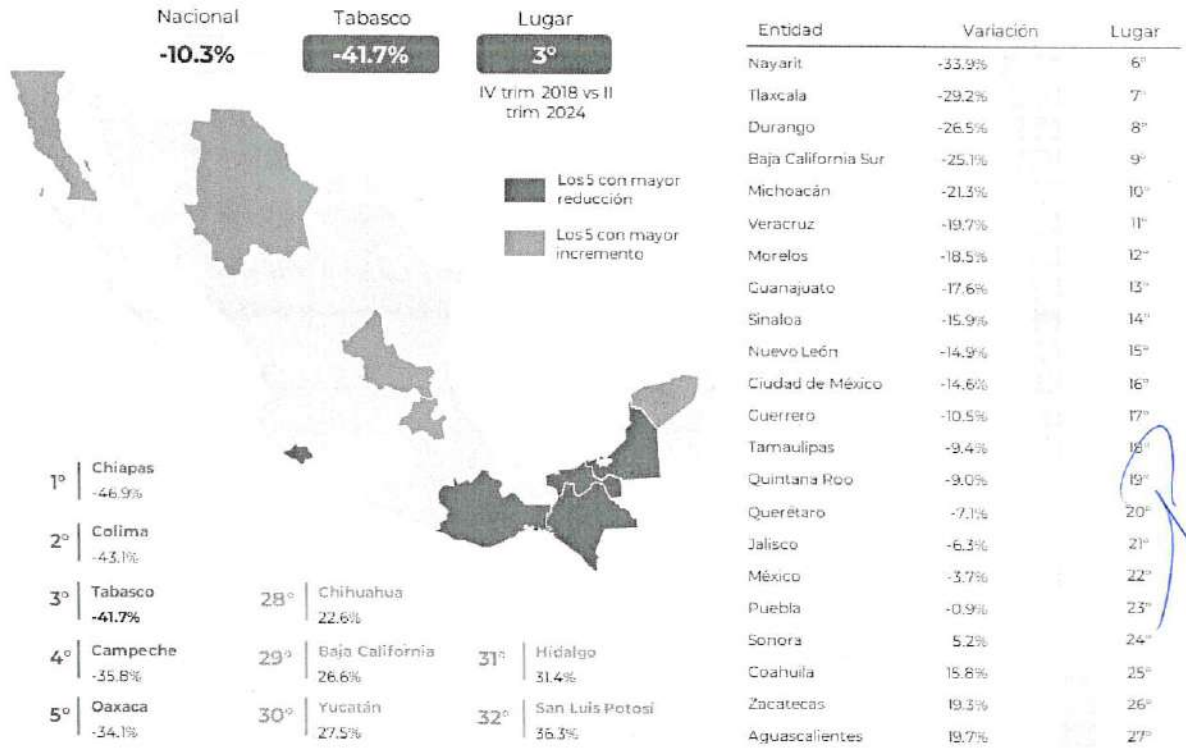 Nacional
-10.3%
Tabasco
-41.7%
Lugar
3°
IV trim 2018 vs II
trim 2024
Los 5 con mayor
reducción
Los 5 con mayor
incremento
1° Chiapas
-46.9%
2° Colima
-43.1%
3° Tabasco
-41.7%
4° Campeche
-35.8%
5° Oaxaca
-34.1%
28° Chihuahua
22.6%
29° Baja California
26.6%
30° Yucatán
27.5%
31° Hidalgo
31.4%
32° San Luis Potosí
36.3%
Entidad Variación Lugar
Nayarit -33.9% 6°
Tlaxcala -29.2% 7°
Durango -26.5% 8°
Baja California Sur -25.1% 9°
Michoacán -21.3% 10°
Veracruz -19.7% 11°
Morelos -18.5% 12°
Guanajuato -17.6% 13°
Sinaloa -15.9% 14°
Nuevo León -14.9% 15°
Ciudad de México -14.6% 16°
Guerrero -10.5% 17°
Tamaulipas -9.4% 18°
Quintana Roo -9.0% 19°
Querétaro -7.1% 20°
Jalisco -6.3% 21°
México -3.7% 22°
Puebla -0.9% 23°
Sonora 5.2% 24°
Coahuila 15.8% 25°
Zacatecas 19.3% 26°
Aguascalientes 19.7% 27°